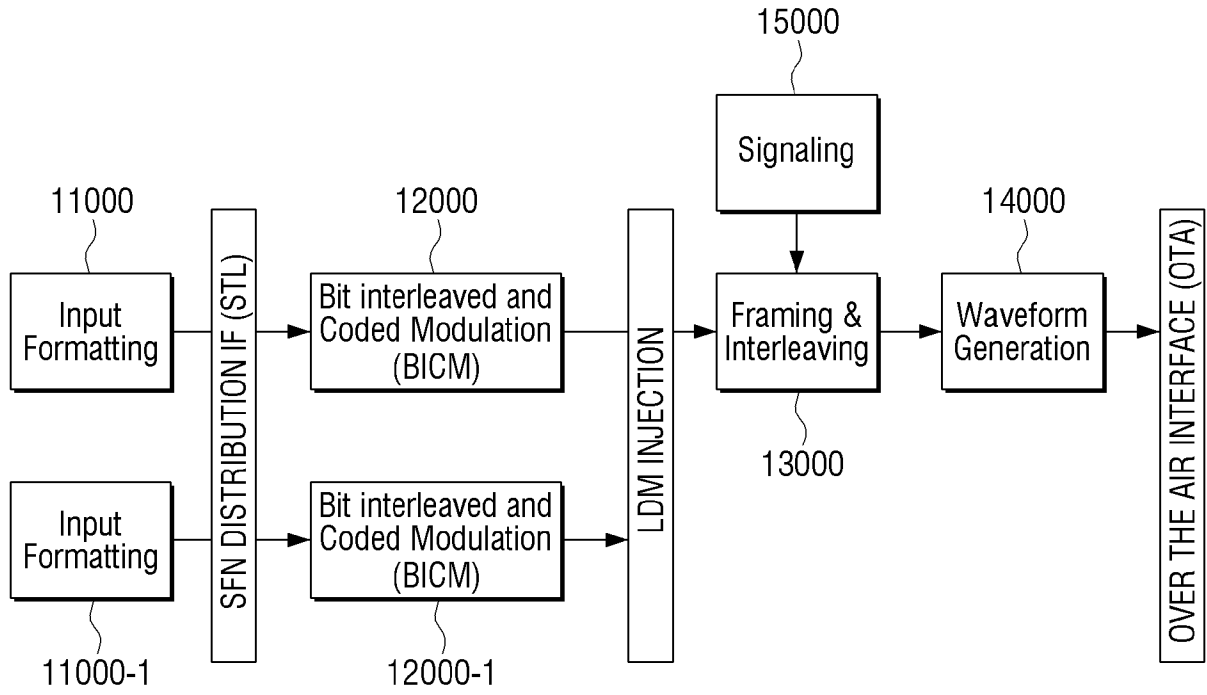 15000
Signaling
11000
12000
14000
Input
Formatting
SFN DISTRIBUTION IF (STL)
Bit interleaved and
Coded Modulation
(BICM)
LDM INJECTION
Framing &
Interleaving
Waveform
Generation
OVER THE AIR INTERFACE (OTA)
13000
Input
Formatting
Bit interleaved and
Coded Modulation
(BICM)
11000-1
12000-1